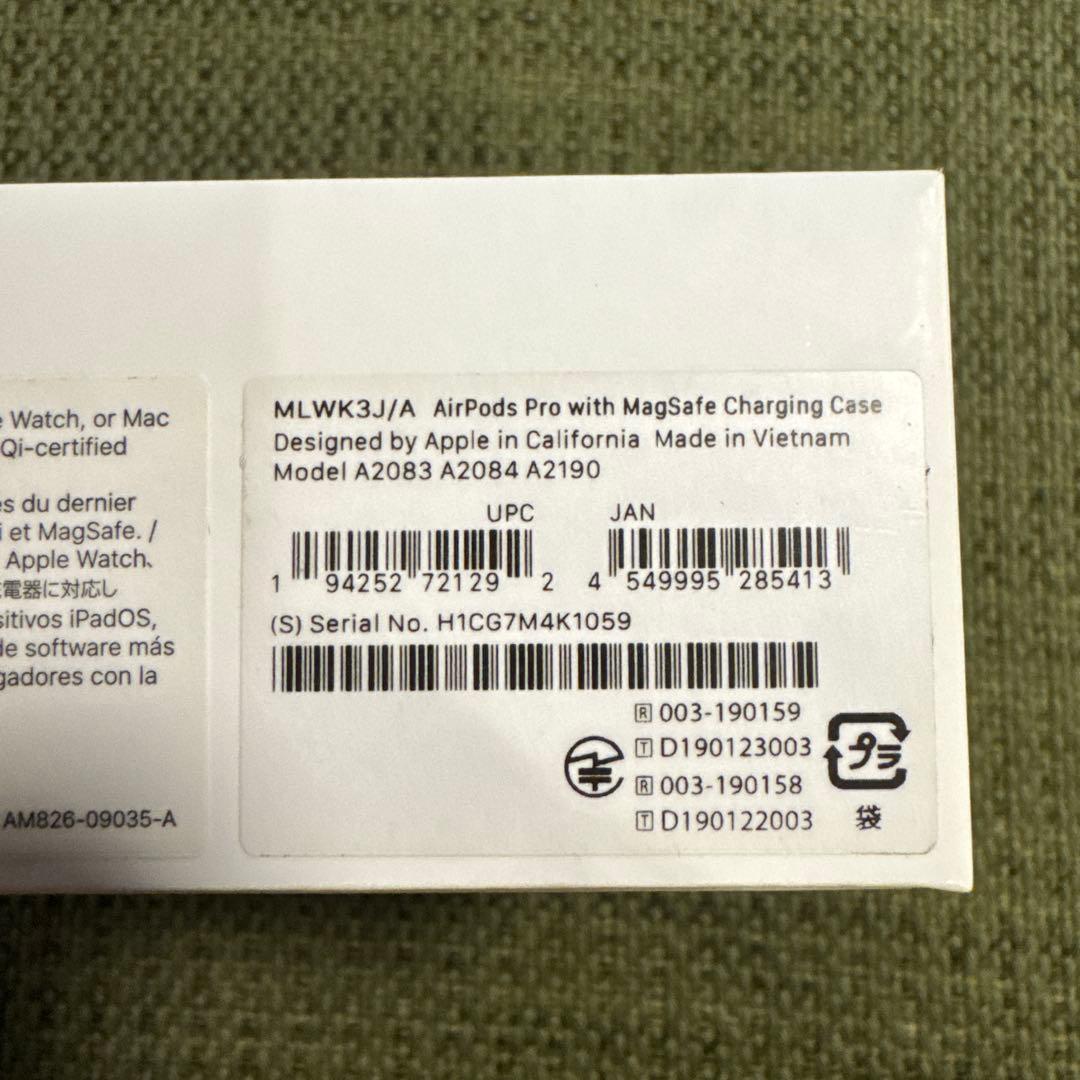 e Watch, or Mac
Qi-certified
es du dernier
i et MagSafe. /
Apple Watch、
電器に対応し
sitivos iPadOS,
de software más
gadores con la
AM826-09035-A
MLWK3J/A AirPods Pro with MagSafe Charging Case
Designed by Apple in California Made in Vietnam
Model A2083 A2084 A2190
UPC JAN
1 94252 72129 2 4 549995 285413
(S) Serial No. H1CG7M4K1059
R 003-190159
T D190123003
R 003-190158
T D190122003
プラ
袋